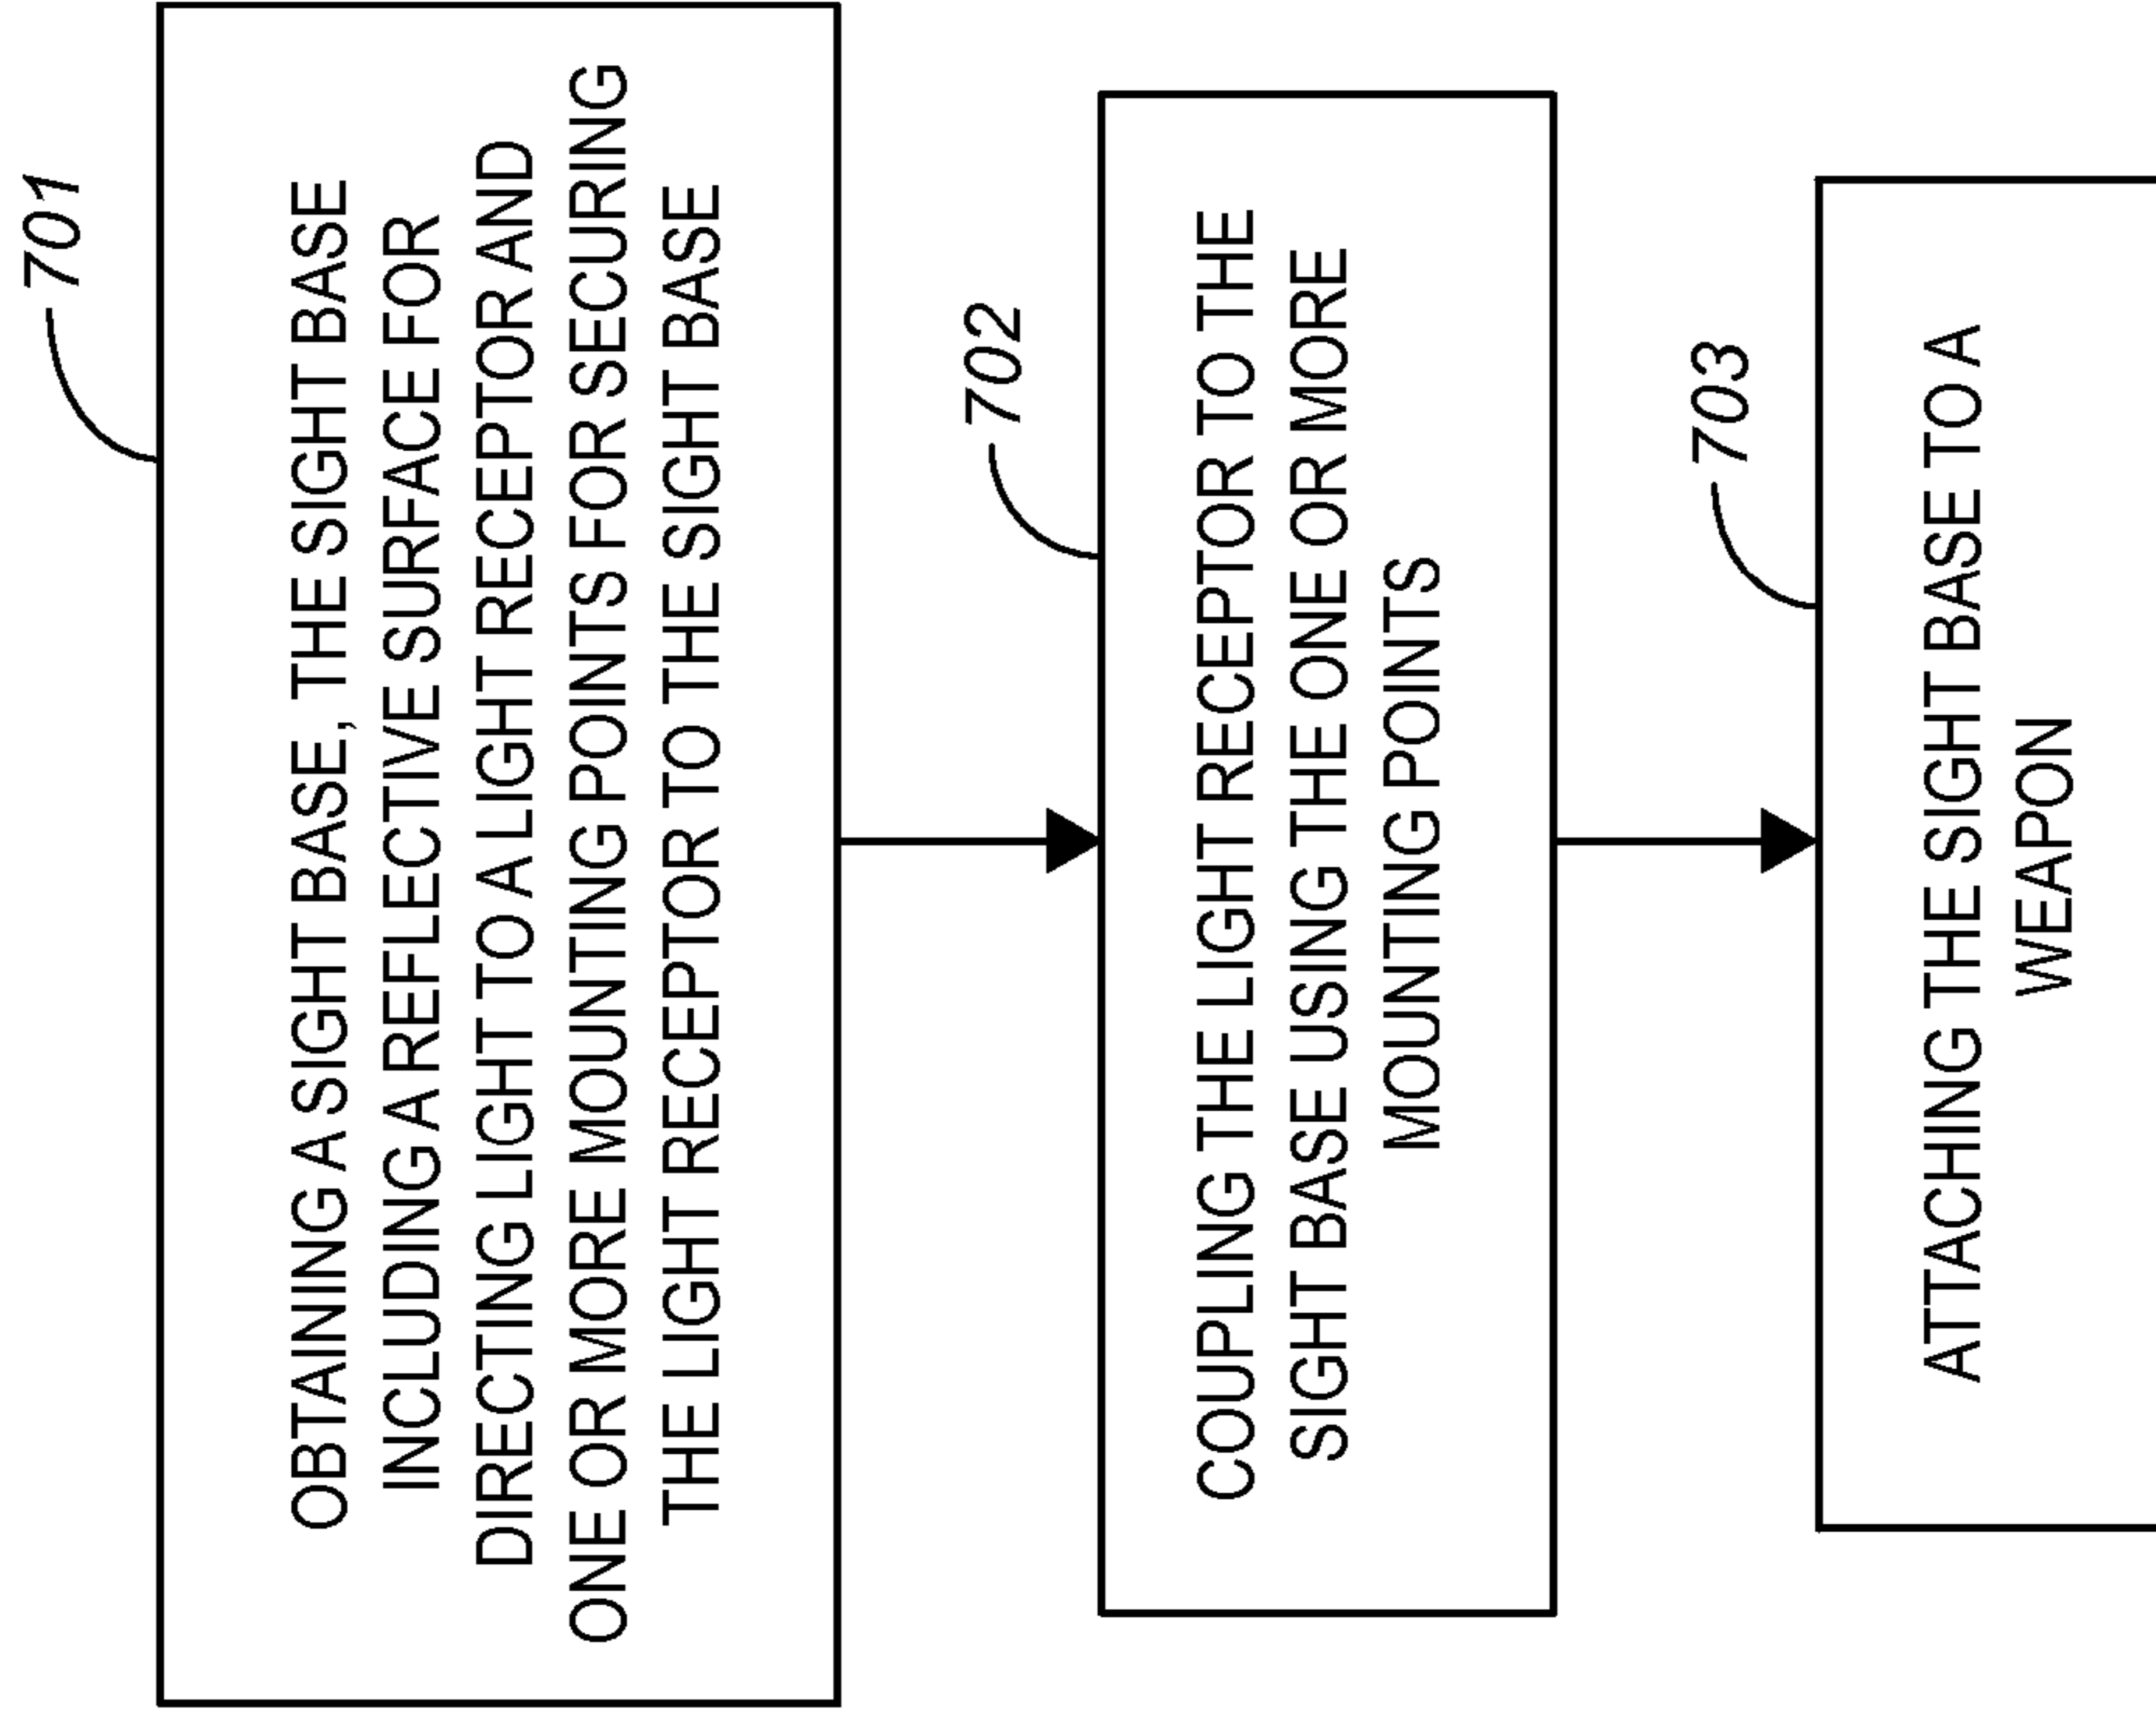 701
OBTAINING A SIGHT BASE, THE SIGHT BASE
INCLUDING A REFLECTIVE SURFACE FOR
DIRECTING LIGHT TO A LIGHT RECEPTOR AND
ONE OR MORE MOUNTING POINTS FOR SECURING
THE LIGHT RECEPTOR TO THE SIGHT BASE
702
COUPLING THE LIGHT RECEPTOR TO THE
SIGHT BASE USING THE ONE OR MORE
MOUNTING POINTS
703
ATTACHING THE SIGHT BASE TO A
WEAPON